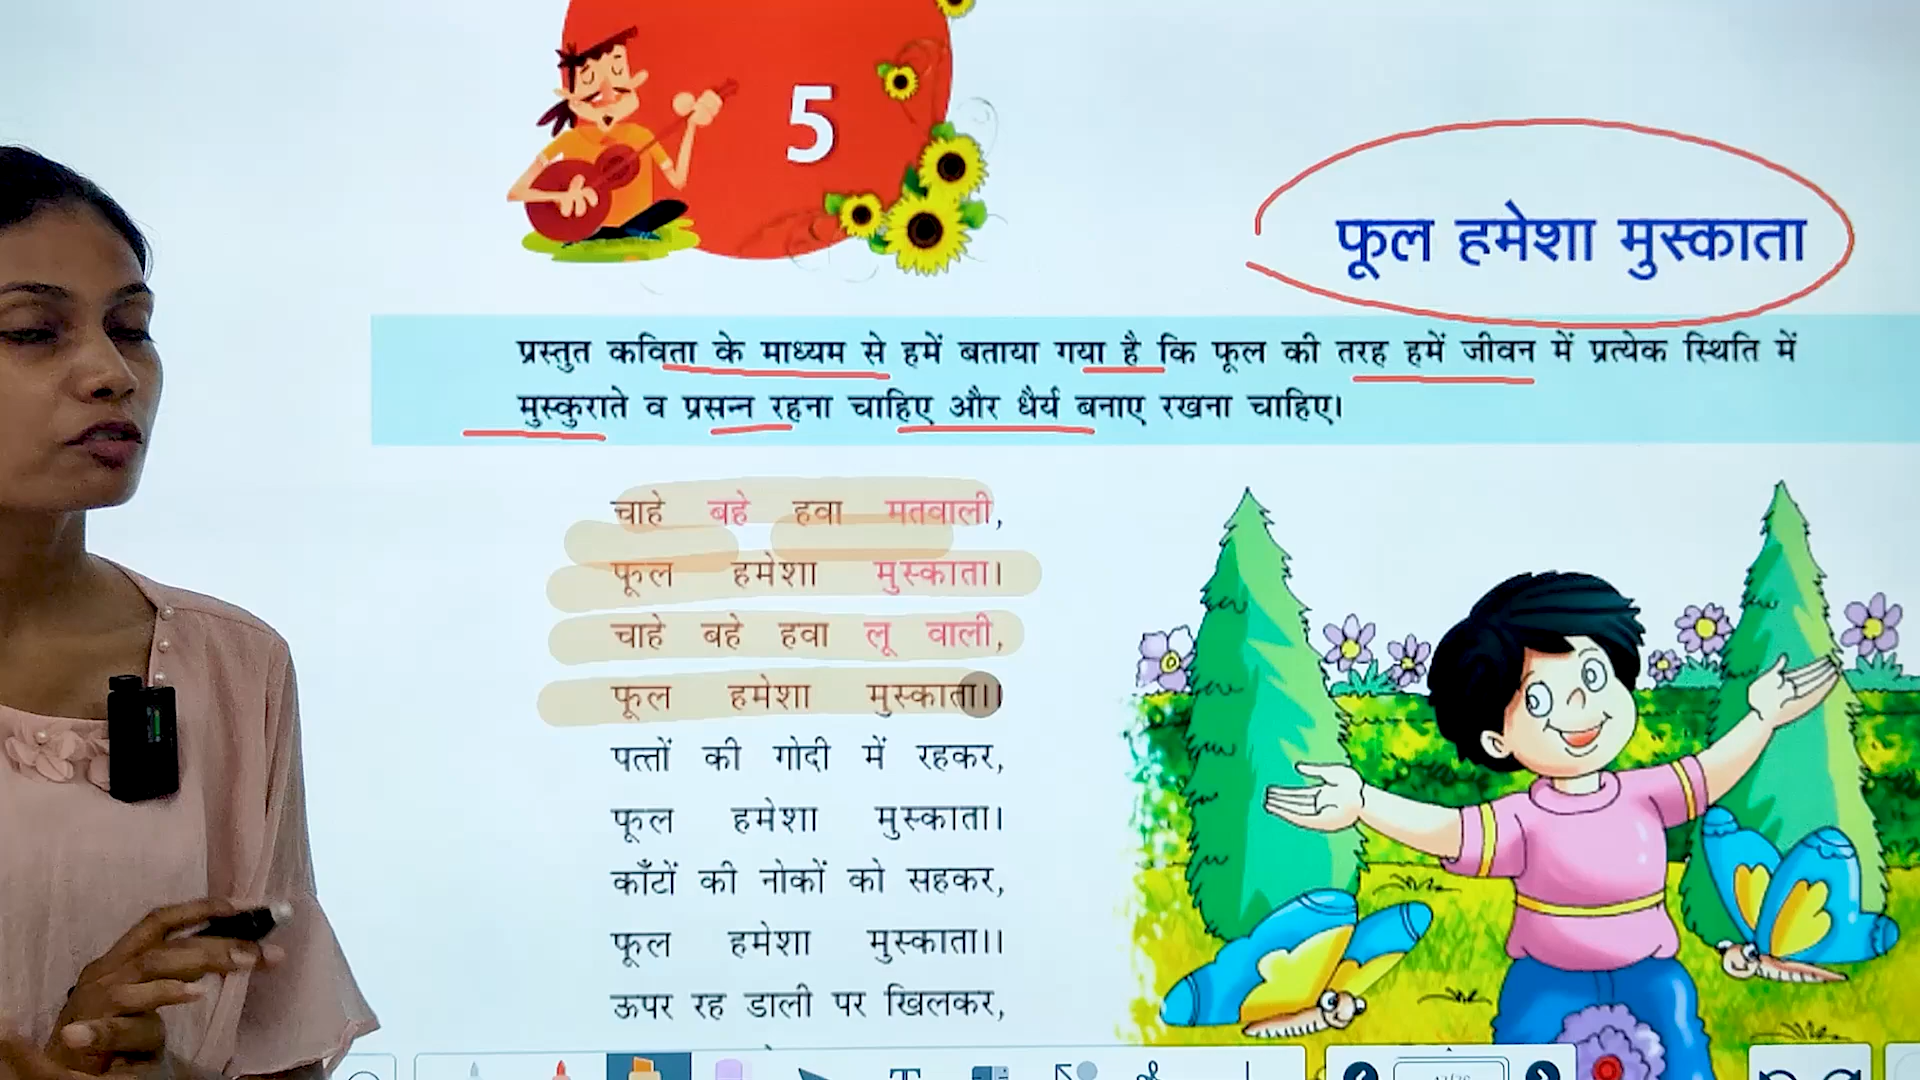 5
फूल हमेशा मुस्काता
प्रस्तुत कविता के माध्यम से हमें बताया गया है कि फूल की तरह हमें जीवन में प्रत्येक स्थिति में
मुस्कुराते व प्रसन्न रहना चाहिए और धैर्य बनाए रखना चाहिए।
चाहे बहे हवा मतवाली,
फूल हमेशा मुस्काता।
चाहे बहे हवा लू वाली,
फूल हमेशा मुस्काता।।
पत्तों की गोदी में रहकर,
फूल हमेशा मुस्काता।
काँटों की नोकों को सहकर,
फूल हमेशा मुस्काता।।
ऊपर रह डाली पर खिलकर,